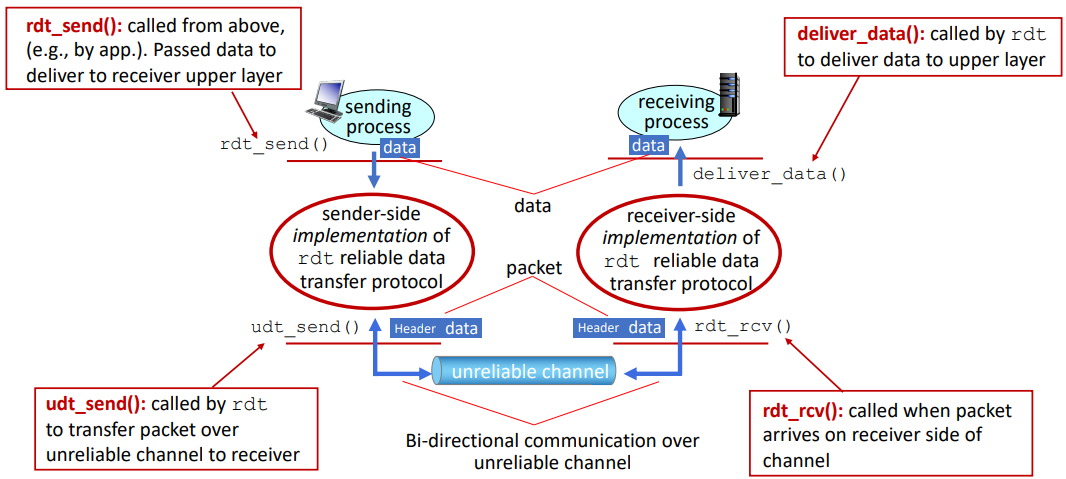 rdt_send(): called from above,
(e.g., by app.). Passed data to
deliver to receiver upper layer
deliver_data(): called by rdt
to deliver data to upper layer
sending
process
receiving
process
rdt_send()
data
data
deliver_data()
data
sender-side
implementation of
rdt reliable data
transfer protocol
receiver-side
implementation of
rdt reliable data
transfer protocol
packet
udt_send()
Header data
Header data
rdt_rcv()
unreliable channel
udt_send(): called by rdt
to transfer packet over
unreliable channel to receiver
Bi-directional communication over
unreliable channel
rdt_rcv(): called when packet
arrives on receiver side of
channel